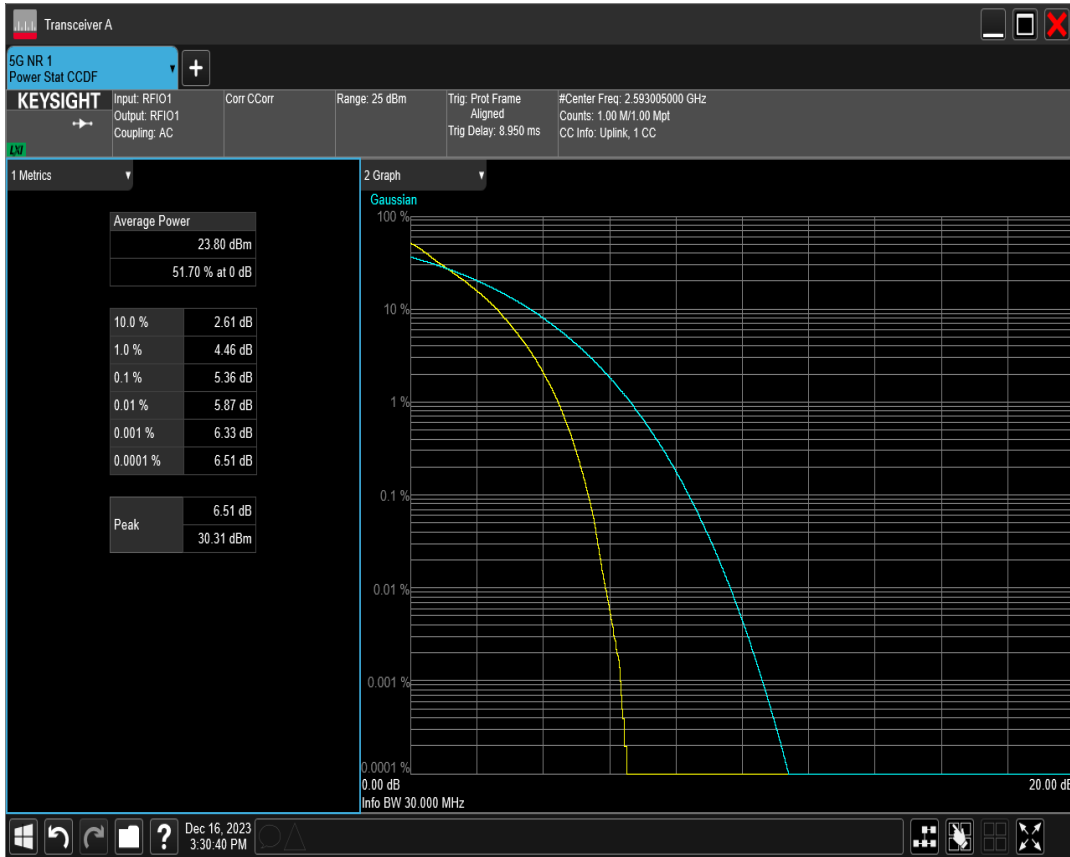 Transceiver A
5G NR 1
Power Stat CCDF
+
KEYSIGHT
LXI
Input: RFIO1
Output: RFIO1
Coupling: AC
Corr CCorr
Range: 25 dBm
Trig: Prot Frame
Aligned
Trig Delay: 8.950 ms
#Center Freq: 2.593005000 GHz
Counts: 1.00 M/1.00 Mpt
CC Info: Uplink, 1 CC
1 Metrics
Average Power
23.80 dBm
51.70 % at 0 dB
10.0 % 2.61 dB
1.0 % 4.46 dB
0.1 % 5.36 dB
0.01 % 5.87 dB
0.001 % 6.33 dB
0.0001 % 6.51 dB
Peak 6.51 dB
30.31 dBm
2 Graph
Gaussian
100 %
10 %
1 %
0.1 %
0.01 %
0.001 %
0.0001 %
0.00 dB 20.00 dB
Info BW 30.000 MHz
? Dec 16, 2023
3:30:40 PM